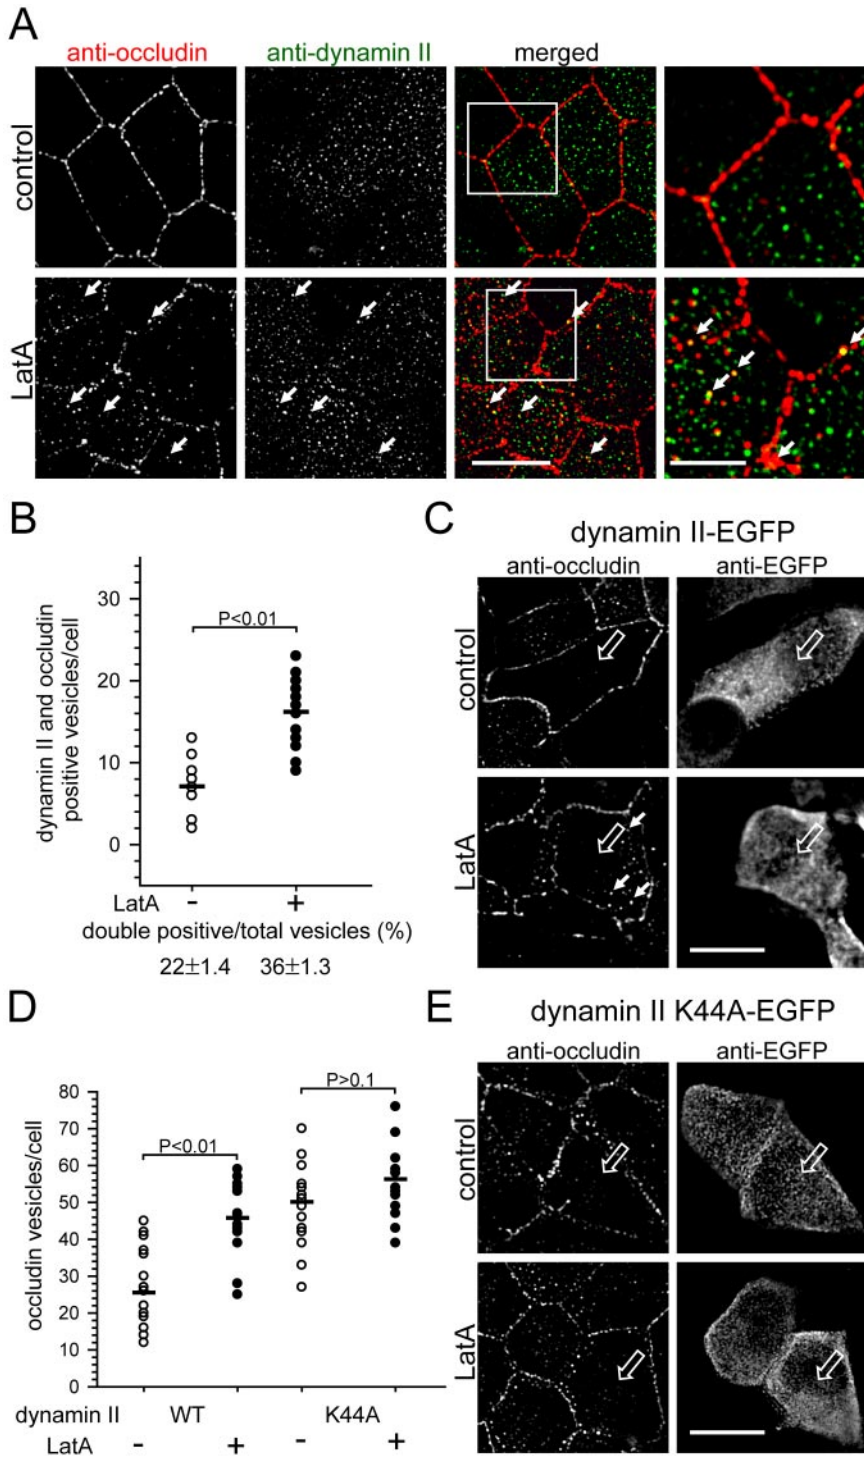 A
anti-occludin
anti-dynamin II
merged
control
LatA
B
dynamin II and occludin
positive vesicles/cell
30
20
10
0
P<0.01
LatA - +
double positive/total vesicles (%)
22±1.4 36±1.3
C
dynamin II-EGFP
anti-occludin anti-EGFP
control
LatA
D
occludin vesicles/cell
80
70
60
50
40
30
20
10
0
P<0.01
P>0.1
dynamin II WT K44A
LatA - + - +
E
dynamin II K44A-EGFP
anti-occludin anti-EGFP
control
LatA